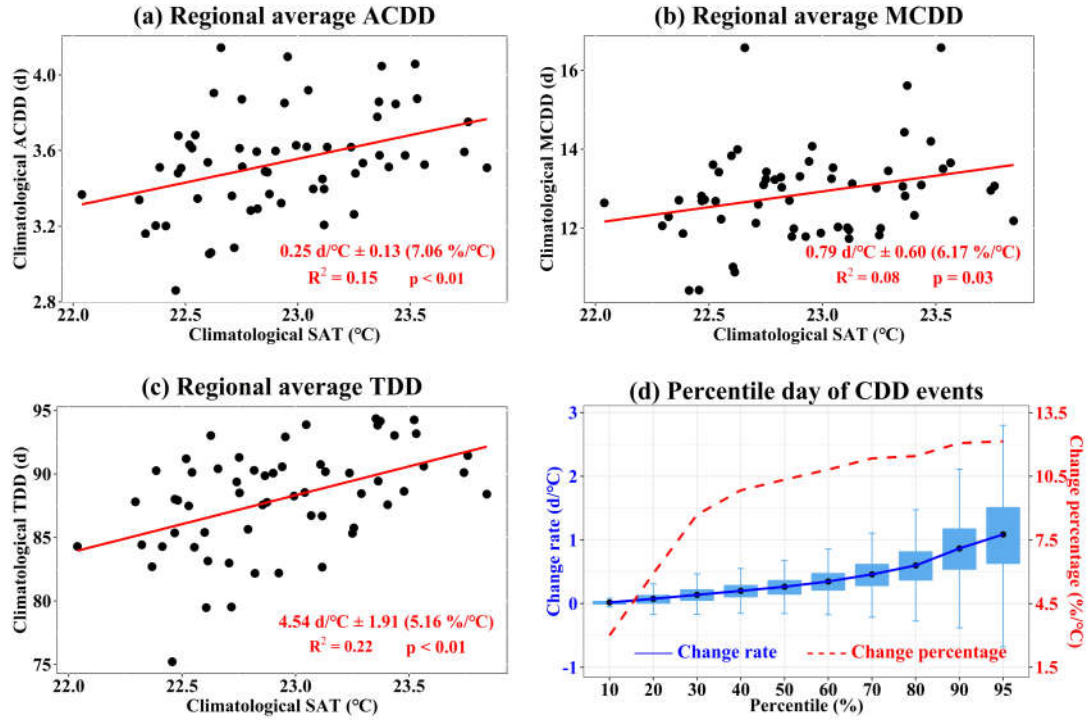 (a) Regional average ACDD
Climatological ACDD (d)
4.0
3.6
3.2
2.8
0.25 d/°C ± 0.13 (7.06 %/°C)
R² = 0.15 p < 0.01
22.0 22.5 23.0 23.5
Climatological SAT (°C)
(b) Regional average MCDD
Climatological MCDD (d)
16
14
12
0.79 d/°C ± 0.60 (6.17 %/°C)
R² = 0.08 p = 0.03
22.0 22.5 23.0 23.5
Climatological SAT (°C)
(c) Regional average TDD
Climatological TDD (d)
95
90
85
80
75
4.54 d/°C ± 1.91 (5.16 %/°C)
R² = 0.22 p < 0.01
22.0 22.5 23.0 23.5
Climatological SAT (°C)
(d) Percentile day of CDD events
Change rate (d/°C)
3
2
1
0
-1
Change rate Change percentage
10 20 30 40 50 60 70 80 90 95
Percentile (%)
13.5
10.5
7.5
4.5
1.5
Change percentage (%/°C)